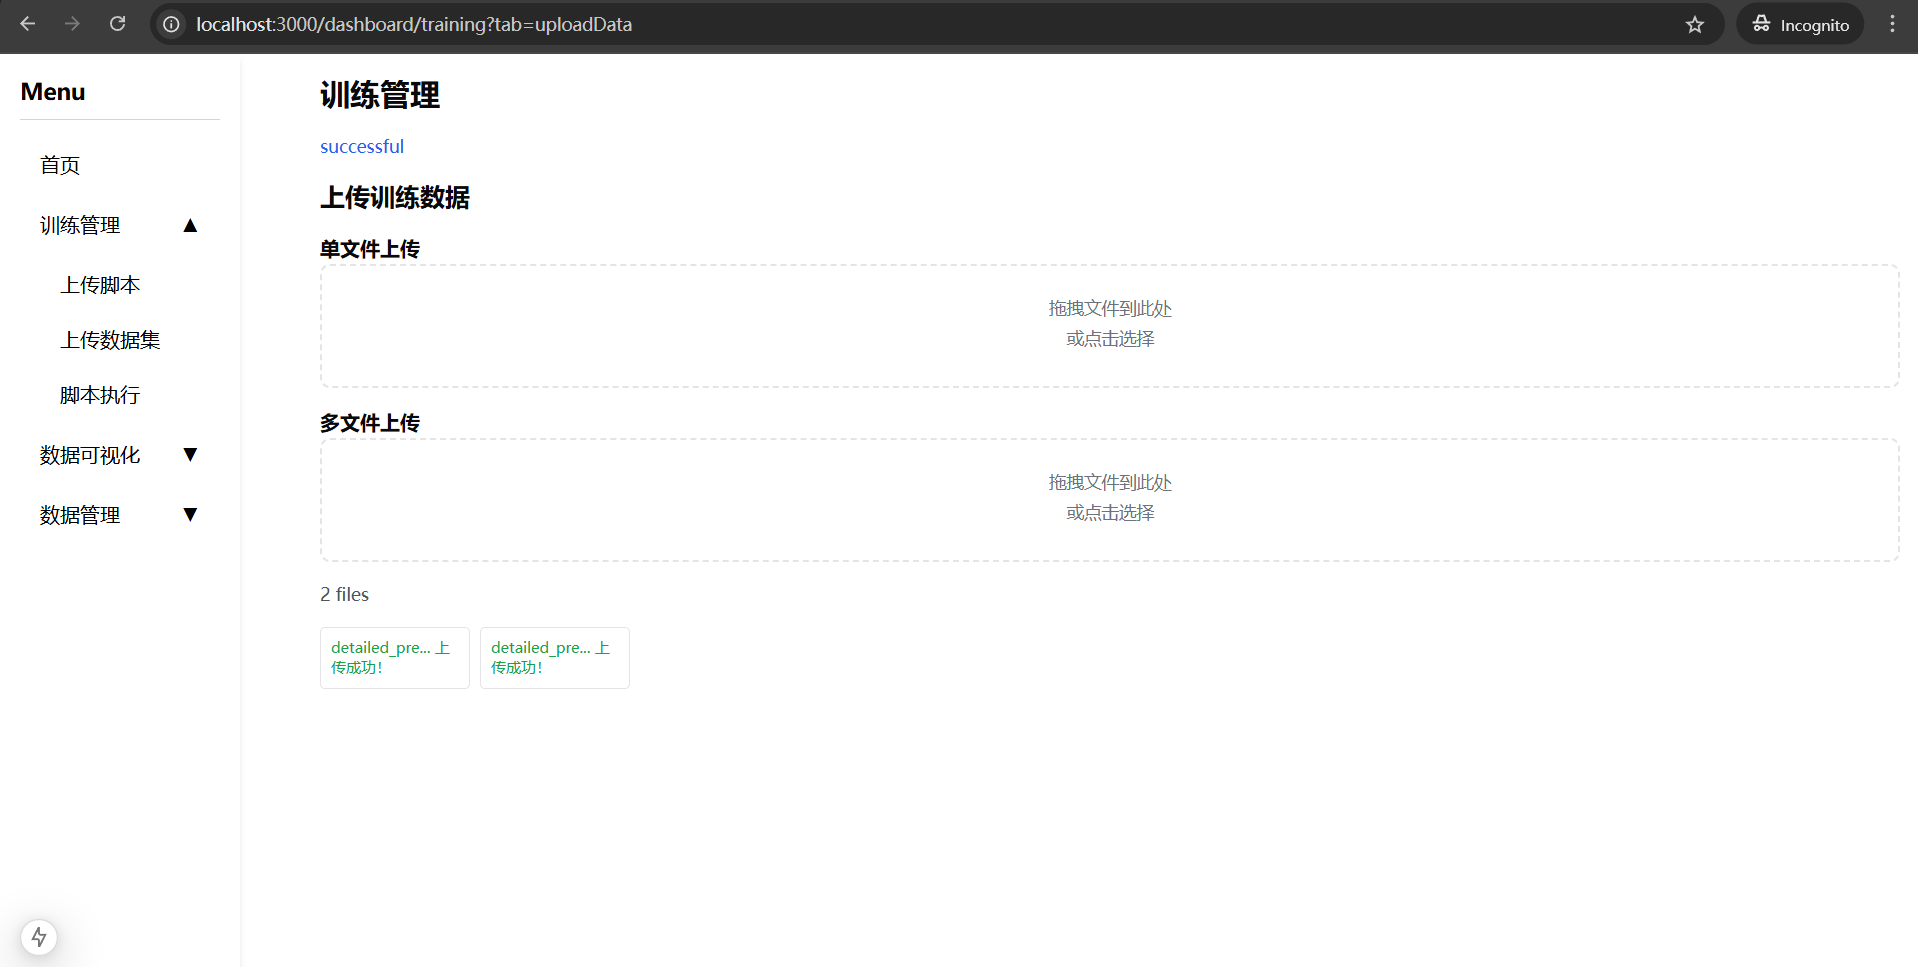 localhost:3000/dashboard/training?tab=uploadData
Incognito
Menu
首页
训练管理 ▲
上传脚本
上传数据集
脚本执行
数据可视化 ▼
数据管理 ▼
训练管理
successful
上传训练数据
单文件上传
拖拽文件到此处
或点击选择
多文件上传
拖拽文件到此处
或点击选择
2 files
detailed_pre... 上
传成功!
detailed_pre... 上
传成功!